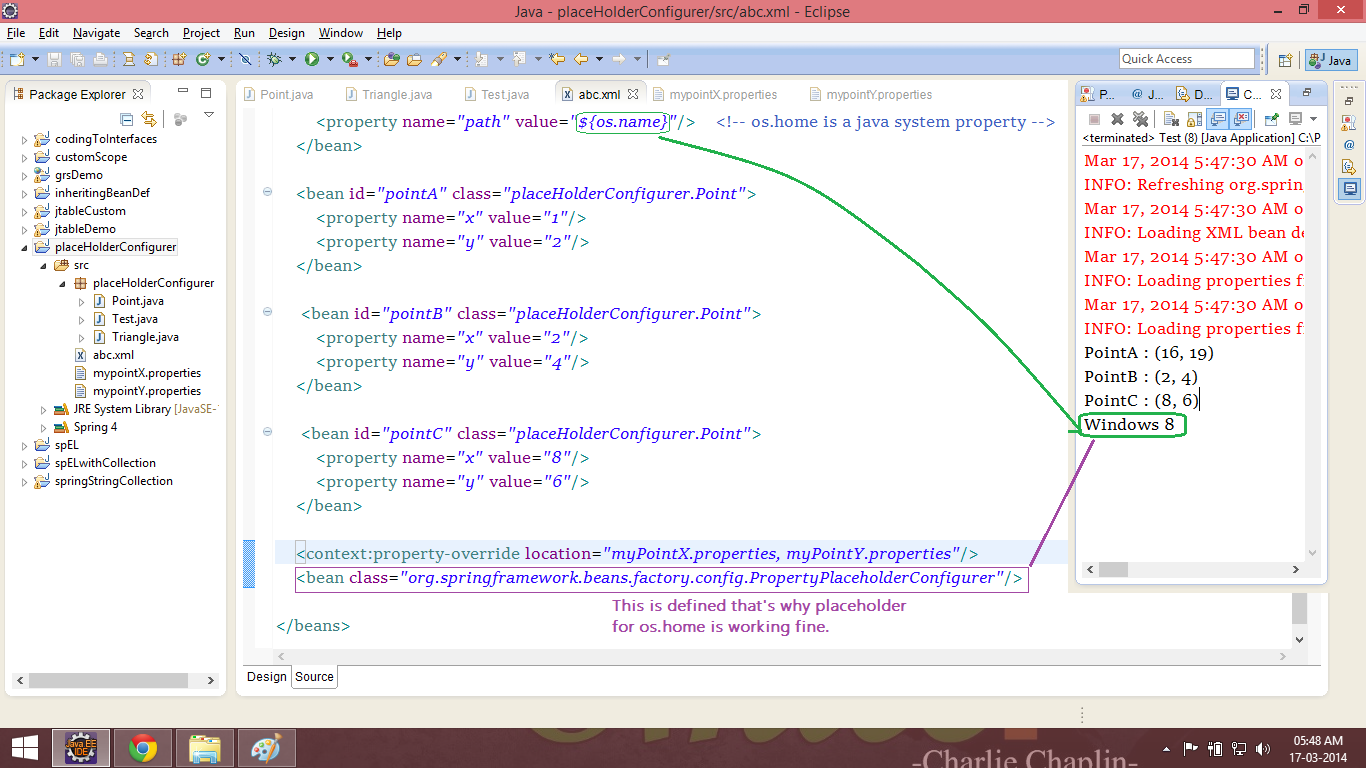 Java - placeHolderConfigurer/src/abc.xml - Eclipse
File Edit Navigate Search Project Run Design Window Help
Quick Access
Java
Package Explorer
codingToInterfaces
customScope
grsDemo
inheritingBeanDef
jtableCustom
jtableDemo
placeHolderConfigurer
src
placeHolderConfigurer
Point.java
Test.java
Triangle.java
abc.xml
mypointX.properties
mypointY.properties
JRE System Library [JavaSE-
Spring 4
spEL
spELwithCollection
springStringCollection
Point.java Triangle.java Test.java abc.xml mypointX.properties mypointY.properties
<property name="path" value="${os.name}"/> <!-- os.home is a java system property -->
</bean>
<bean id="pointA" class="placeHolderConfigurer.Point">
<property name="x" value="1"/>
<property name="y" value="2"/>
</bean>
<bean id="pointB" class="placeHolderConfigurer.Point">
<property name="x" value="2"/>
<property name="y" value="4"/>
</bean>
<bean id="pointC" class="placeHolderConfigurer.Point">
<property name="x" value="8"/>
<property name="y" value="6"/>
</bean>
<context:property-override location="myPointX.properties, myPointY.properties"/>
<bean class="org.springframework.beans.factory.config.PropertyPlaceholderConfigurer"/>
This is defined that's why placeholder
for os.home is working fine.
</beans>
Design Source
P... @ J... D... C...
<terminated> Test (8) [Java Application] C:\P
Mar 17, 2014 5:47:30 AM o
INFO: Refreshing org.sprin
Mar 17, 2014 5:47:30 AM o
INFO: Loading XML bean de
Mar 17, 2014 5:47:30 AM o
INFO: Loading properties f
Mar 17, 2014 5:47:30 AM o
INFO: Loading properties f
PointA : (16, 19)
PointB : (2, 4)
PointC : (8, 6)
Windows 8
Java EE
IDE
-Charlie Chaplin-
05:48 AM
17-03-2014